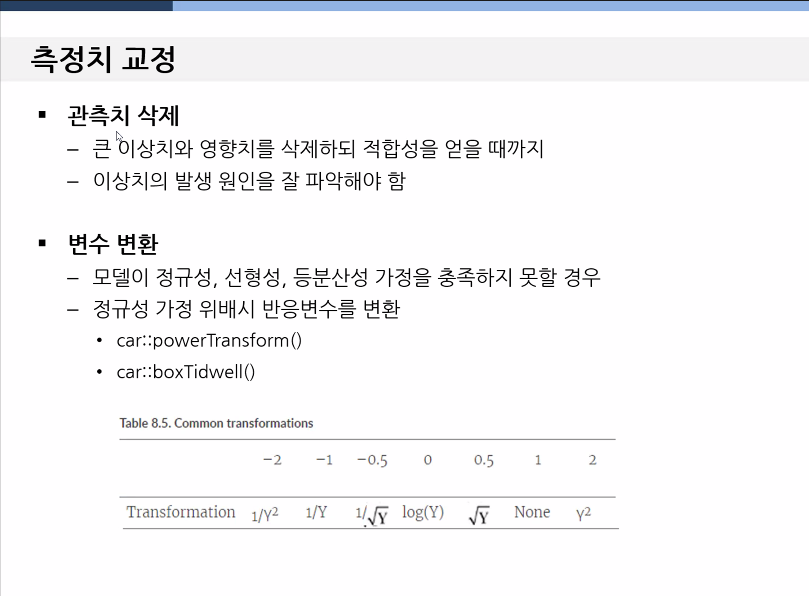 측정치 교정
▪ 관측치 삭제
– 큰 이상치와 영향치를 삭제하되 적합성을 얻을 때까지
– 이상치의 발생 원인을 잘 파악해야 함
▪ 변수 변환
– 모델이 정규성, 선형성, 등분산성 가정을 충족하지 못할 경우
– 정규성 가정 위배시 반응변수를 변환
• car::powerTransform()
• car::boxTidwell()
Table 8.5. Common transformations
−2 −1 −0.5 0 0.5 1 2
Transformation 1/Y² 1/Y 1/√Y log(Y) √Y None Y²